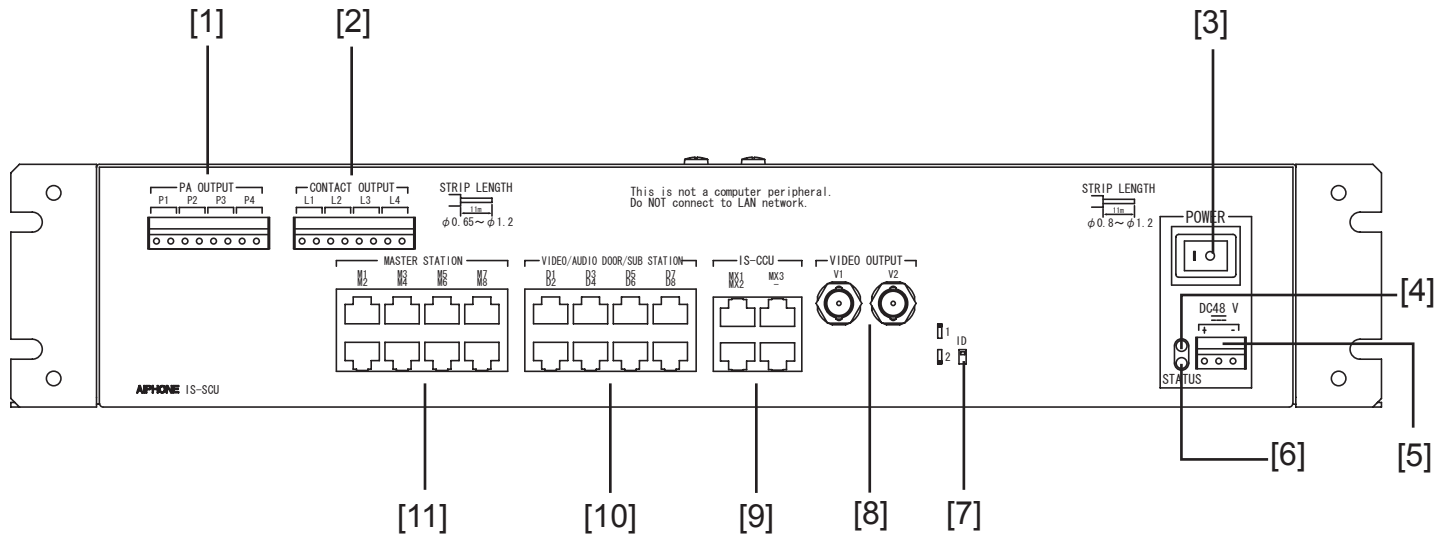 [1] [2] [3]
PA OUTPUT
P1 P2 P3 P4
CONTACT OUTPUT
L1 L2 L3 L4
STRIP LENGTH
11m
φ0.65～φ1.2
This is not a computer peripheral.
Do NOT connect to LAN network.
STRIP LENGTH
11m
φ0.8～φ1.2
POWER
I
MASTER STATION
M1 M3 M5 M7
M2 M4 M6 M8
VIDEO/AUDIO DOOR/SUB STATION
D1 D3 D5 D7
D2 D4 D6 D8
IS-CCU
MX1 MX3
MX2 -
VIDEO OUTPUT
V1 V2
1
2
ID
[4]
DC48 V
+ -
STATUS
AIPHONE IS-SCU
[11] [10] [9] [8] [7] [6] [5]